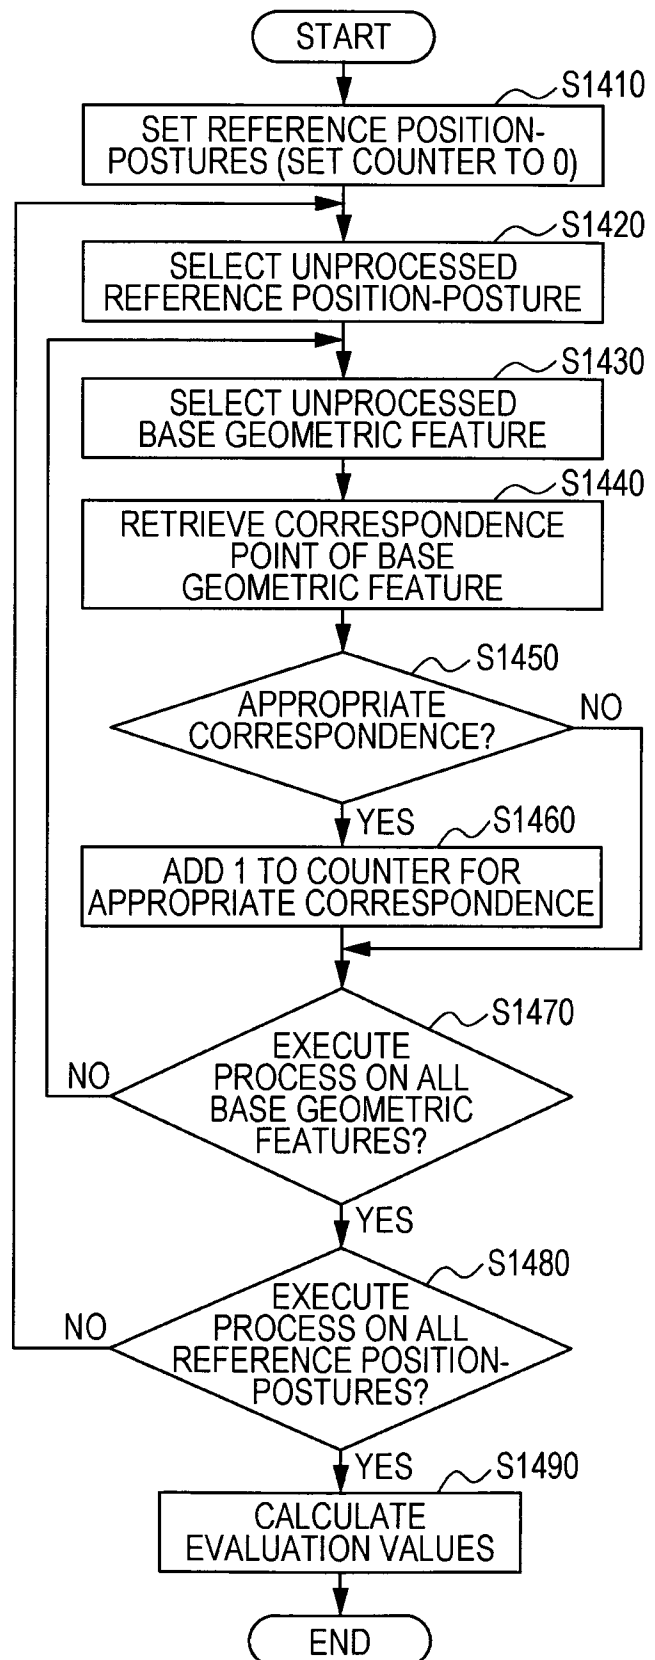 START
S1410
SET REFERENCE POSITION-
POSTURES (SET COUNTER TO 0)
S1420
SELECT UNPROCESSED
REFERENCE POSITION-POSTURE
S1430
SELECT UNPROCESSED
BASE GEOMETRIC FEATURE
S1440
RETRIEVE CORRESPONDENCE
POINT OF BASE
GEOMETRIC FEATURE
S1450
APPROPRIATE
CORRESPONDENCE?
NO
YES
S1460
ADD 1 TO COUNTER FOR
APPROPRIATE CORRESPONDENCE
S1470
EXECUTE
PROCESS ON ALL
BASE GEOMETRIC
FEATURES?
NO
YES
S1480
EXECUTE
PROCESS ON ALL
REFERENCE POSITION-
POSTURES?
NO
YES
S1490
CALCULATE
EVALUATION VALUES
END